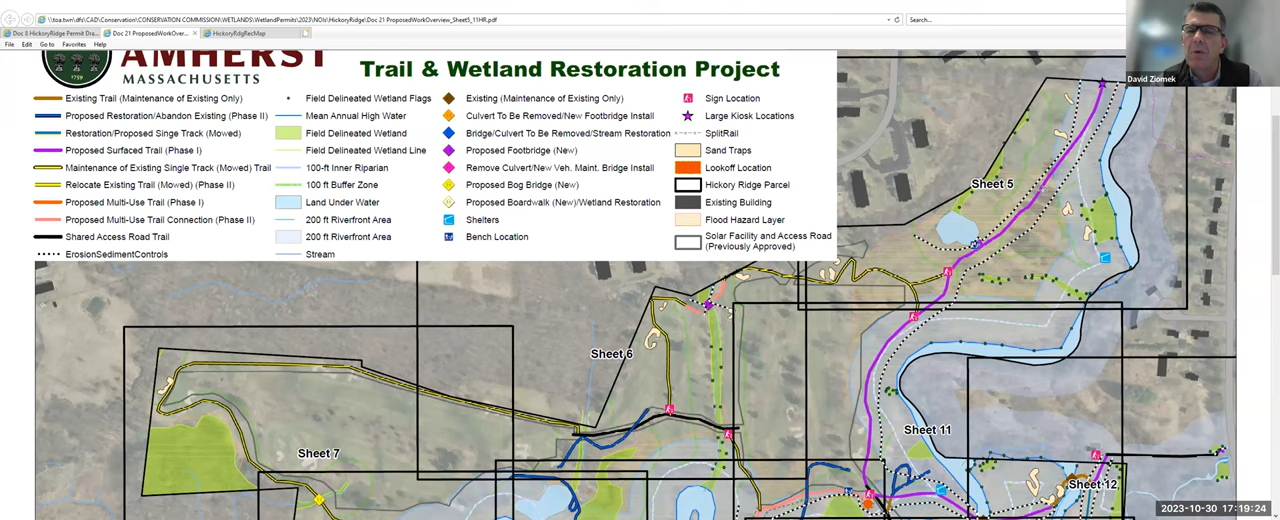 \\toa.twn\dfs\CAD\Conservation\CONSERVATION COMMISSION\WETLANDS\WetlandPermits\2023\NOIs\HickoryRidge\Doc 21 ProposedWorkOverview_Sheet5_11HR.pdf
Search...
Doc 8 HickoryRidge Permit Dra...
Doc 21 ProposedWorkOver...
HickoryRdgRecMap
File Edit Go to Favorites Help
David Ziomek
AMHERST
MASSACHUSETTS
1759
Trail & Wetland Restoration Project
Existing Trail (Maintenance of Existing Only)
Proposed Restoration/Abandon Existing (Phase II)
Restoration/Proposed Singe Track (Mowed)
Proposed Surfaced Trail (Phase I)
Maintenance of Existing Single Track (Mowed) Trail
Relocate Existing Trail (Mowed) (Phase II)
Proposed Multi-Use Trail (Phase I)
Proposed Multi-Use Trail Connection (Phase II)
Shared Access Road Trail
ErosionSedimentControls
Field Delineated Wetland Flags
Mean Annual High Water
Field Delineated Wetland
Field Delineated Wetland Line
100-ft Inner Riparian
100 ft Buffer Zone
Land Under Water
200 ft Riverfront Area
200 ft Riverfront Area
Stream
Existing (Maintenance of Existing Only)
Culvert To Be Removed/New Footbridge Install
Bridge/Culvert To Be Removed/Stream Restoration
Proposed Footbridge (New)
Remove Culvert/New Veh. Maint. Bridge Install
Proposed Bog Bridge (New)
Proposed Boardwalk (New)/Wetland Restoration
Shelters
Bench Location
Sign Location
Large Kiosk Locations
SplitRail
Sand Traps
Lookoff Location
Hickory Ridge Parcel
Existing Building
Flood Hazard Layer
Solar Facility and Access Road
(Previously Approved)
Sheet 5
Sheet 6
Sheet 7
Sheet 11
Sheet 12
2023-10-30 17:19:24